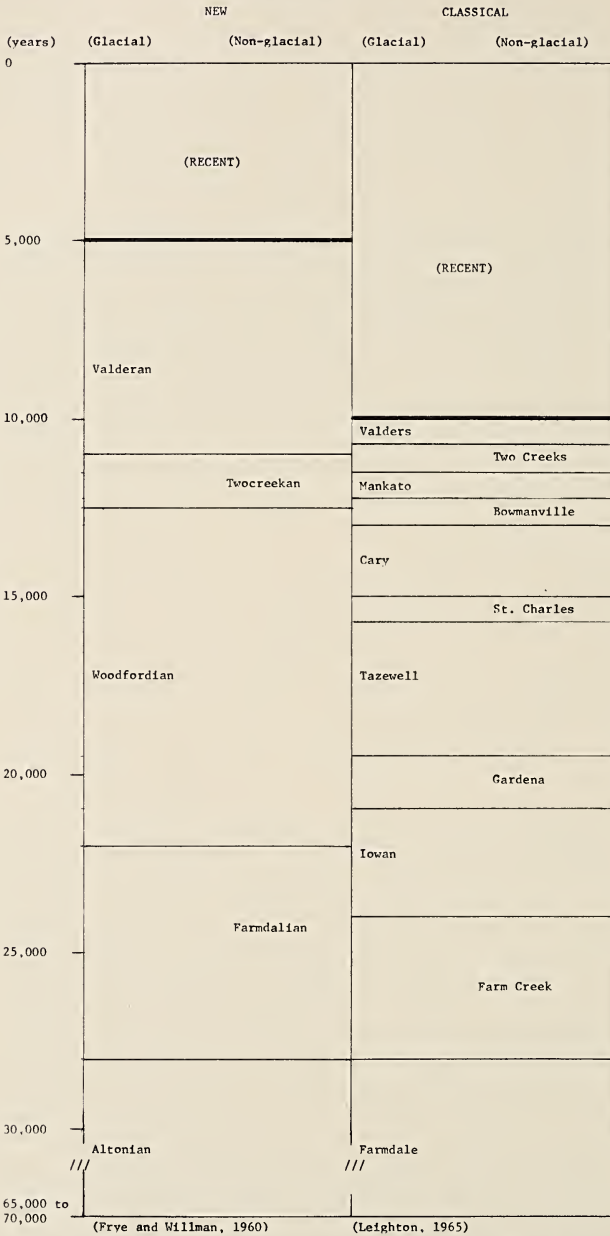 NEW CLASSICAL
(years) (Glacial) (Non-glacial) (Glacial) (Non-glacial)
0
(RECENT)
5,000
(RECENT)
Valderan
10,000
Valders
Two Creeks
Twocreekan Mankato
Bowmanville
Cary
15,000
St. Charles
Woodfordian Tazewell
20,000
Gardena
Iowan
Farmdalian
25,000
Farm Creek
30,000
Altonian Farmdale
/// ///
65,000 to
70,000
(Frye and Willman, 1960) (Leighton, 1965)